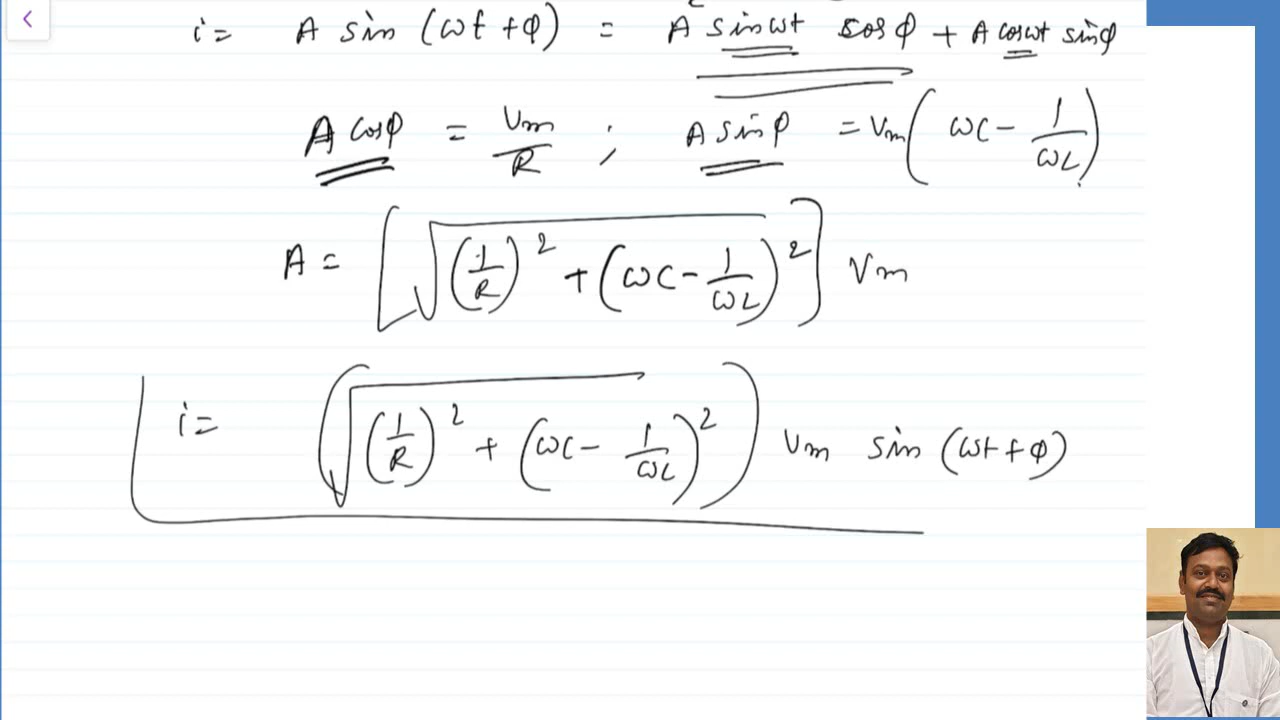 i= A sin (ωt +φ) = A sinωt cosφ + A cosωt sinφ
A cosφ = Vm/R ; A sinφ = Vm( ωC - 1/ωL )
A = [ √( (1/R)² + (ωC - 1/ωL)² ) ] Vm
i= ( √( (1/R)² + (ωC - 1/ωL)² ) ) Vm sin (ωt +φ)